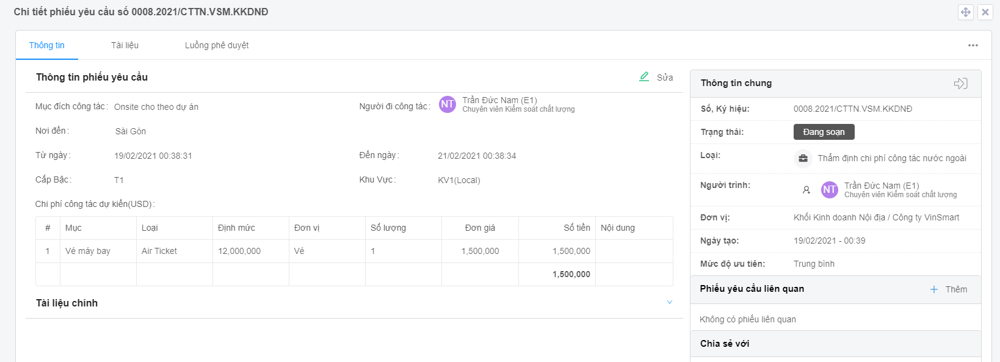 Chi tiết phiếu yêu cầu số 0008.2021/CTTN.VSM.KKDNĐ
Thông tin Tài liệu Luồng phê duyệt
Thông tin phiếu yêu cầu Sửa
Mục đích công tác: Onsite cho theo dự án
Người đi công tác: NT Trần Đức Nam (E1)
Chuyên viên Kiểm soát chất lượng
Nơi đến: Sài Gòn
Từ ngày: 19/02/2021 00:38:31 Đến ngày: 21/02/2021 00:38:34
Cấp Bậc: T1 Khu Vực: KV1(Local)
Chi phí công tác dự kiến(USD):
# Mục Loại Định mức Đơn vị Số lượng Đơn giá Số tiền Nội dung
1 Vé máy bay Air Ticket 12,000,000 Vé 1 1,500,000 1,500,000
1,500,000
Tài liệu chính
Thông tin chung
Số, Ký hiệu: 0008.2021/CTTN.VSM.KKDNĐ
Trạng thái: Đang soạn
Loại: Thẩm định chi phí công tác nước ngoài
Người trình: NT Trần Đức Nam (E1)
Chuyên viên Kiểm soát chất lượng
Đơn vị: Khối Kinh doanh Nội địa / Công ty VinSmart
Ngày tạo: 19/02/2021 - 00:39
Mức độ ưu tiên: Trung bình
Phiếu yêu cầu liên quan + Thêm
Không có phiếu liên quan
Chia sẻ với